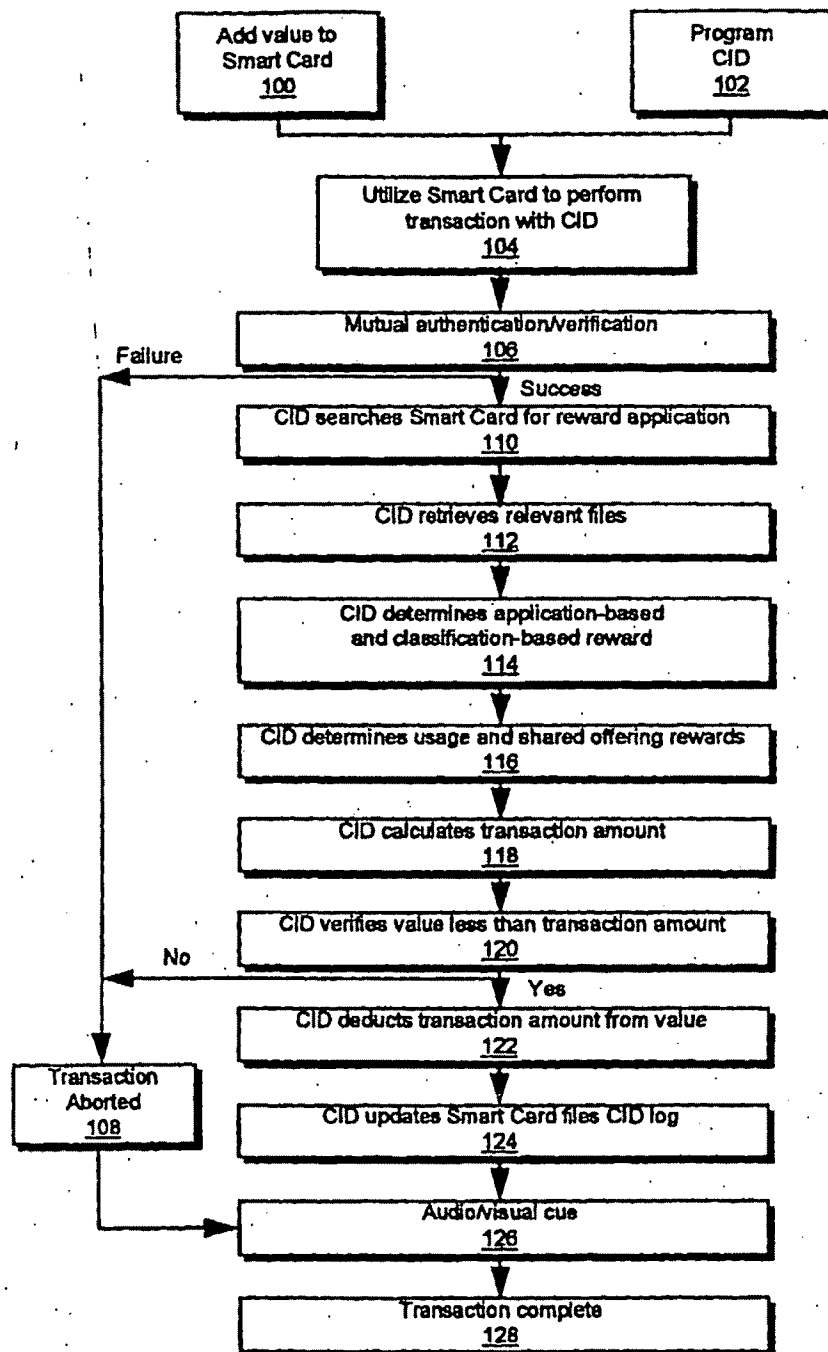 Add value to
Smart Card
100
Program
CID
102
Utilize Smart Card to perform
transaction with CID
104
Mutual authentication/verification
106
Failure
Success
CID searches Smart Card for reward application
110
CID retrieves relevant files
112
CID determines application-based
and classification-based reward
114
CID determines usage and shared offering rewards
116
CID calculates transaction amount
118
CID verifies value less than transaction amount
120
No
Yes
CID deducts transaction amount from value
122
Transaction
Aborted
108
CID updates Smart Card files CID log
124
Audio/visual cue
126
Transaction complete
128